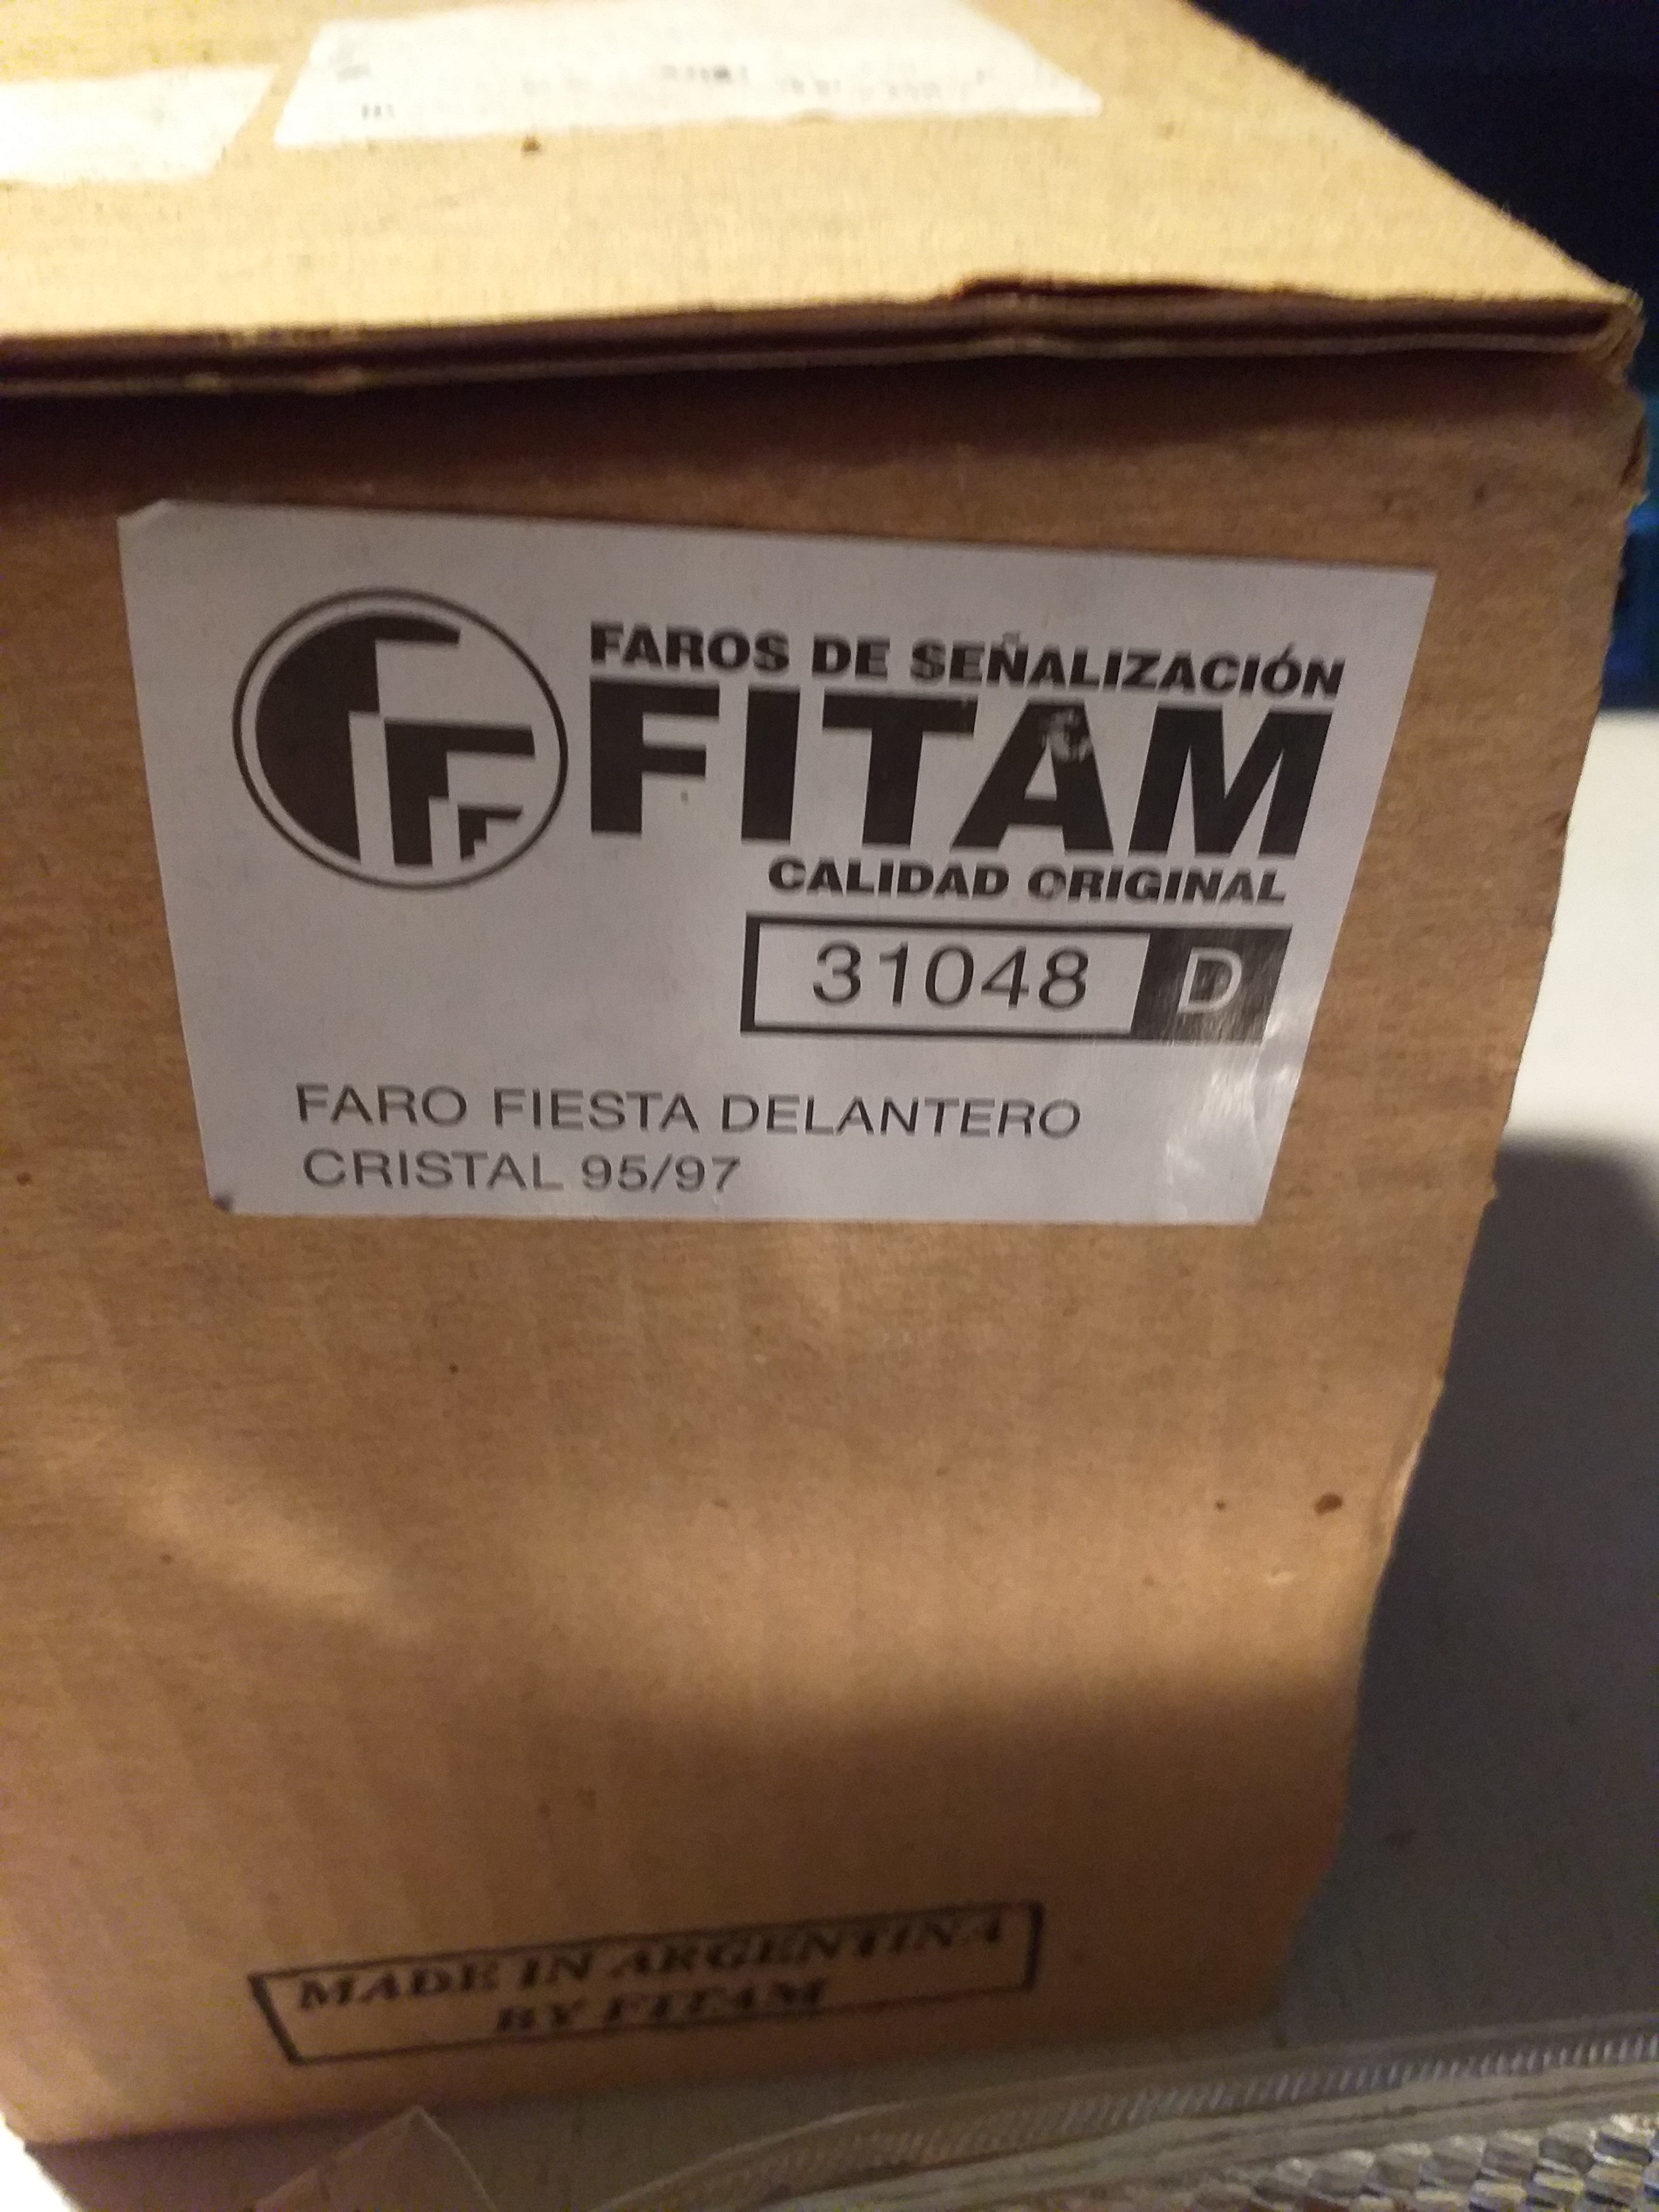 FAROS DE SEÑALIZACIÓN
FITAM
CALIDAD ORIGINAL
31048 D
FARO FIESTA DELANTERO
CRISTAL 95/97
MADE IN ARGENTINA
BY FITAM